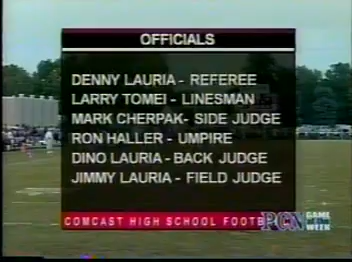 OFFICIALS
DENNY LAURIA - REFEREE
LARRY TOMEI - LINESMAN
MARK CHERPAK- SIDE JUDGE
RON HALLER - UMPIRE
DINO LAURIA - BACK JUDGE
JIMMY LAURIA - FIELD JUDGE
COMCAST HIGH SCHOOL FOOTB
PCN GAME
OF THE
WEEK